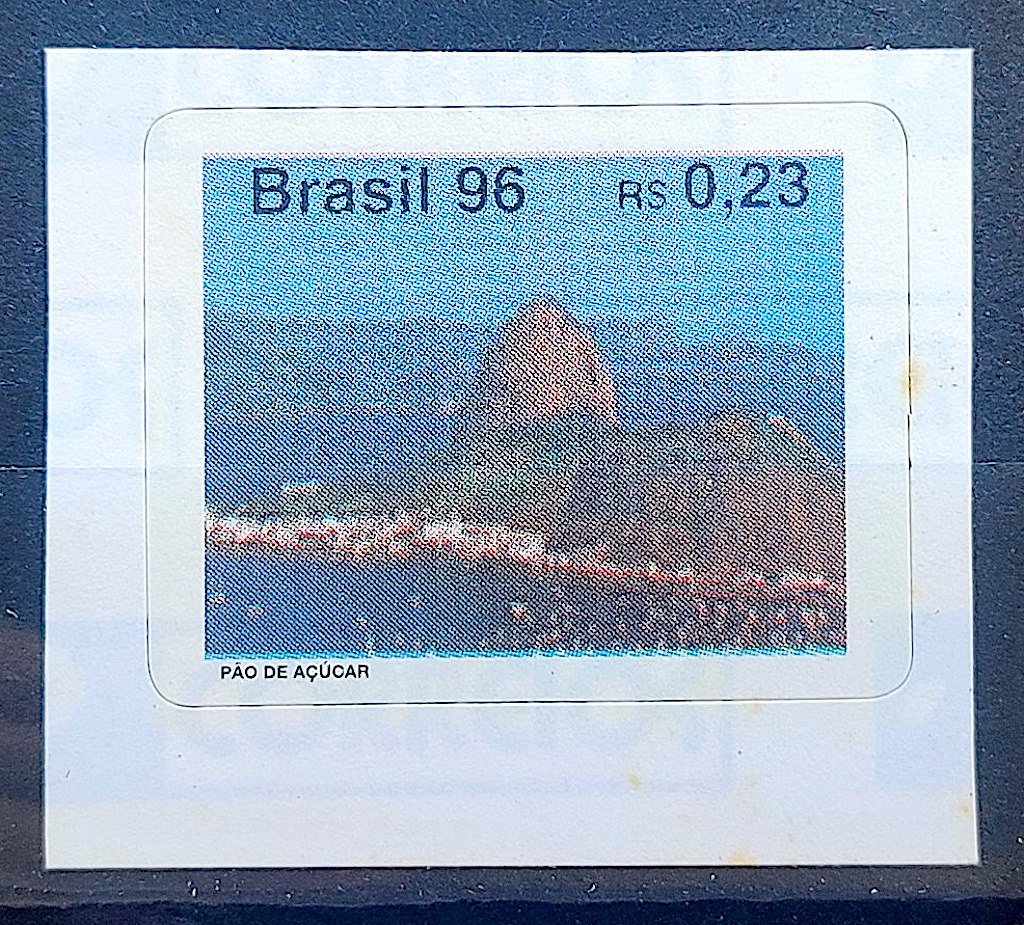 Brasil 96 R$ 0,23
PÃO DE AÇÚCAR